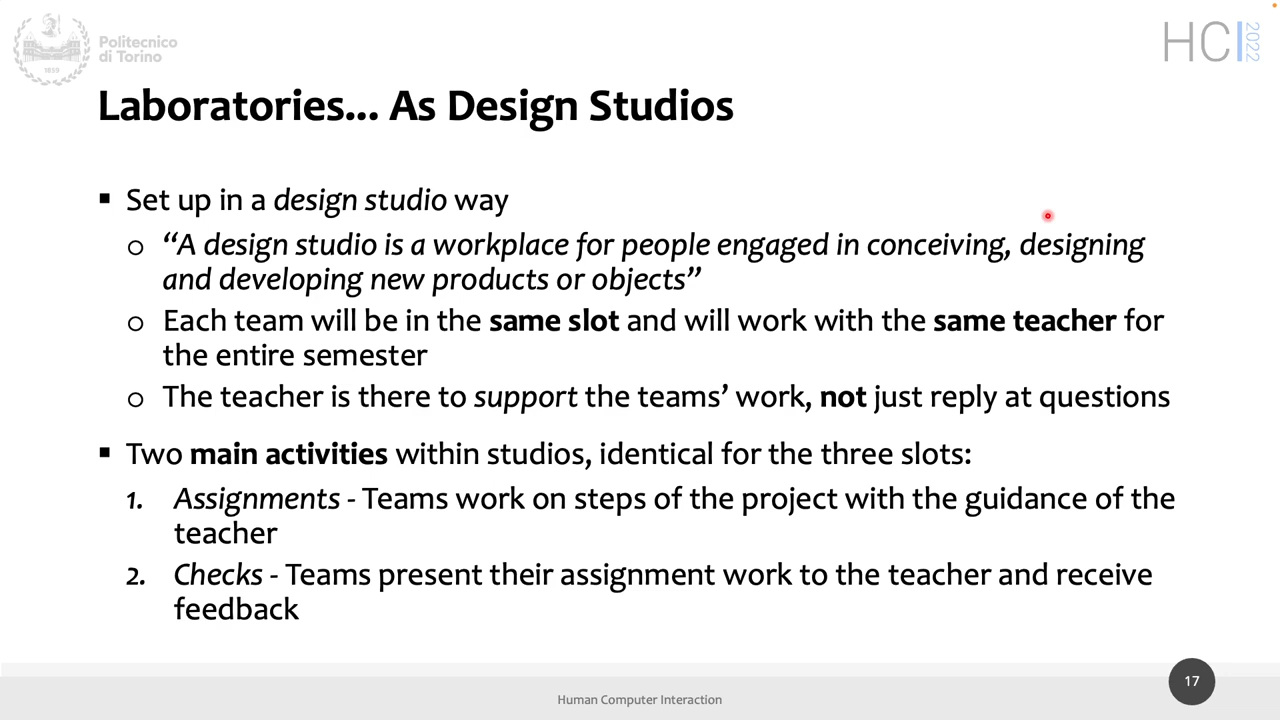 Politecnico
di Torino
1859
HCI 2022
Laboratories... As Design Studios
▪ Set up in a design studio way
o “A design studio is a workplace for people engaged in conceiving, designing
and developing new products or objects”
o Each team will be in the same slot and will work with the same teacher for
the entire semester
o The teacher is there to support the teams’ work, not just reply at questions
▪ Two main activities within studios, identical for the three slots:
1. Assignments - Teams work on steps of the project with the guidance of the
teacher
2. Checks - Teams present their assignment work to the teacher and receive
feedback
Human Computer Interaction
17